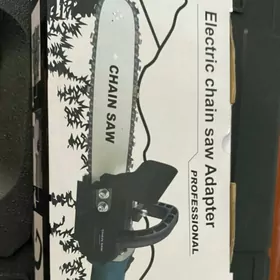 Electric chain saw Adapter
PROFESSIONAL
CHAIN SAW